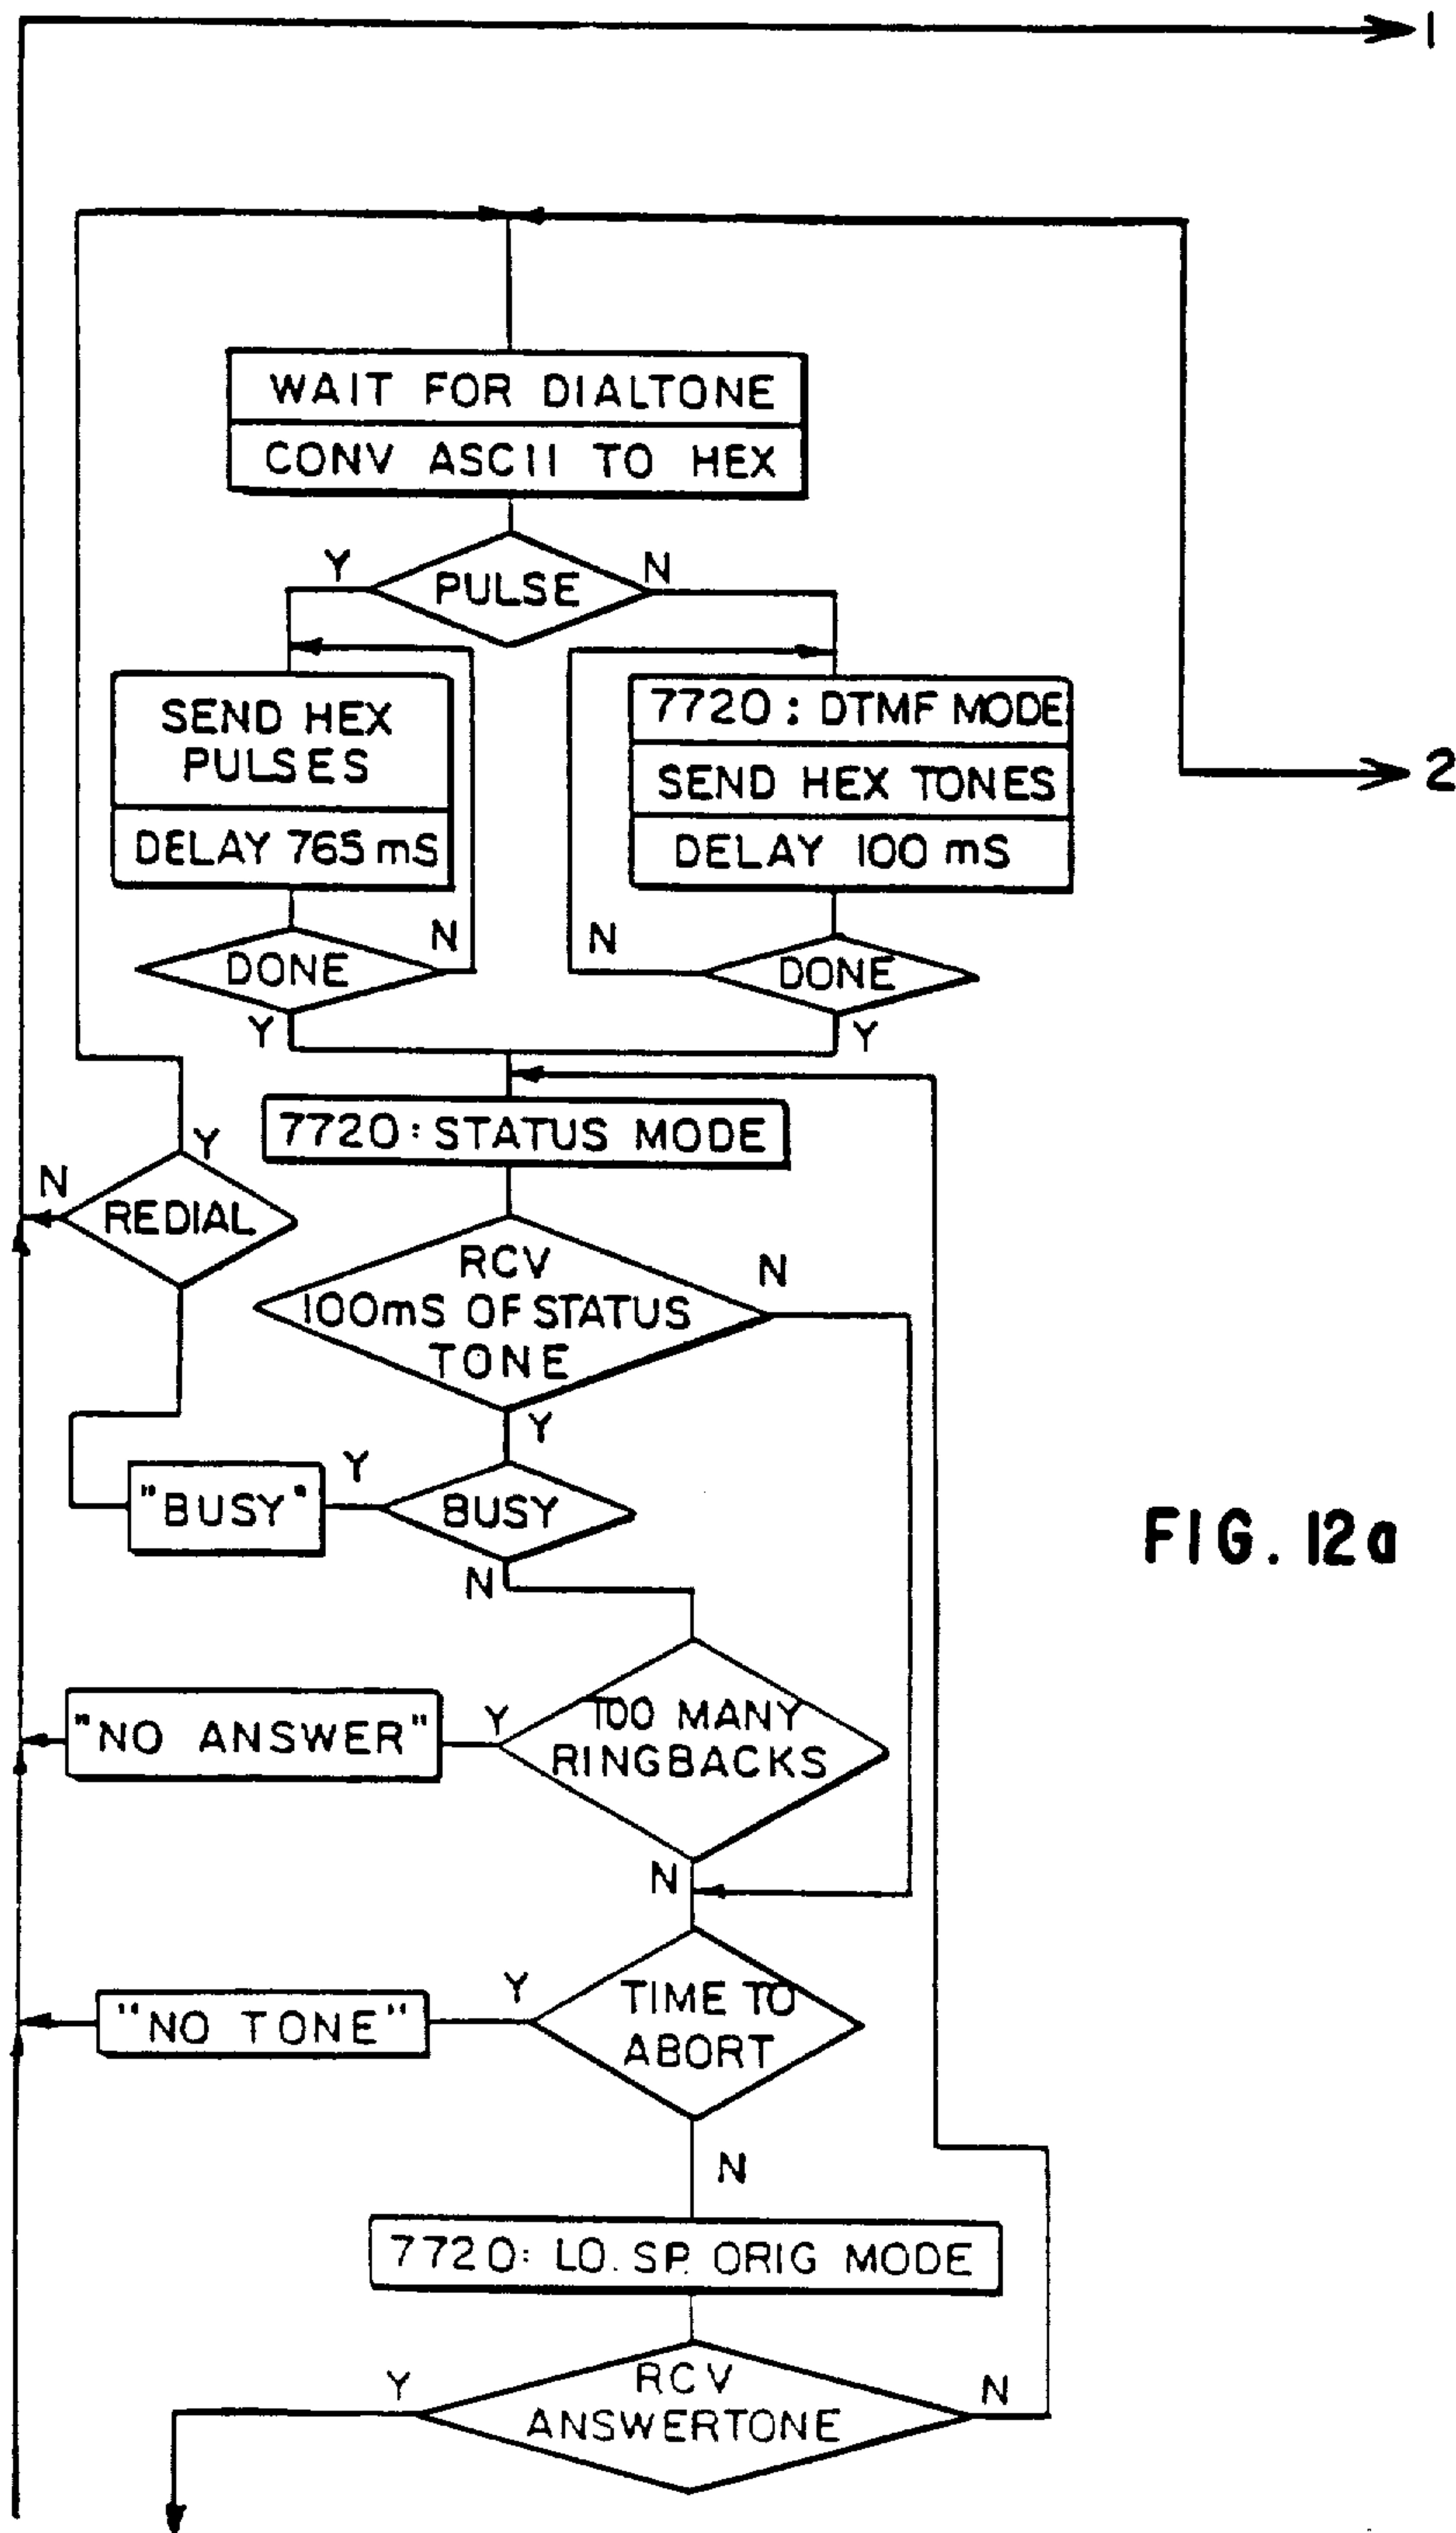 1
WAIT FOR DIALTONE
CONV ASCII TO HEX
Y
PULSE
N
SEND HEX
PULSES
DELAY 765 mS
7720: DTMF MODE
SEND HEX TONES
DELAY 100 mS
2
DONE
N
Y
N
DONE
Y
7720: STATUS MODE
Y
N
REDIAL
RCV
100mS OF STATUS
TONE
N
Y
"BUSY"
Y
BUSY
N
FIG. 12a
"NO ANSWER"
Y
TOO MANY
RINGBACKS
N
"NO TONE"
Y
TIME TO
ABORT
N
7720: LO. SP. ORIG MODE
Y
RCV
ANSWERTONE
N